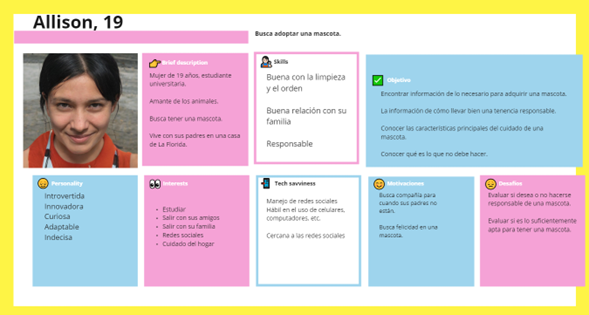 Allison, 19
Busca adoptar una mascota.
Brief description
Mujer de 19 años, estudiante
universitaria.
Amante de los animales.
Busca tener una mascota.
Vive con sus padres en una casa
de La Florida.
Skills
Buena con la limpieza
y el orden
Buena relación con su
familia
Responsable
Objetivo
Encontrar información de lo necesario para adquirir una mascota.
La información de cómo llevar bien una tenencia responsable.
Conocer las características principales del cuidado de una
mascota.
Conocer qué es lo que no debe hacer.
Personality
Introvertida
Innovadora
Curiosa
Adaptable
Indecisa
Interests
• Estudiar
• Salir con sus amigos
• Salir con su familia
• Redes sociales
• Cuidado del hogar
Tech savviness
Manejo de redes sociales
Hábil en el uso de celulares,
computadores, etc.
Cercana a las redes sociales
Motivaciones
Busca compañía para
cuando sus padres no
están.
Busca felicidad en una
mascota.
Desafíos
Evaluar si desea o no hacerse
responsable de una mascota.
Evaluar si es lo suficientemente
apta para tener una mascota.